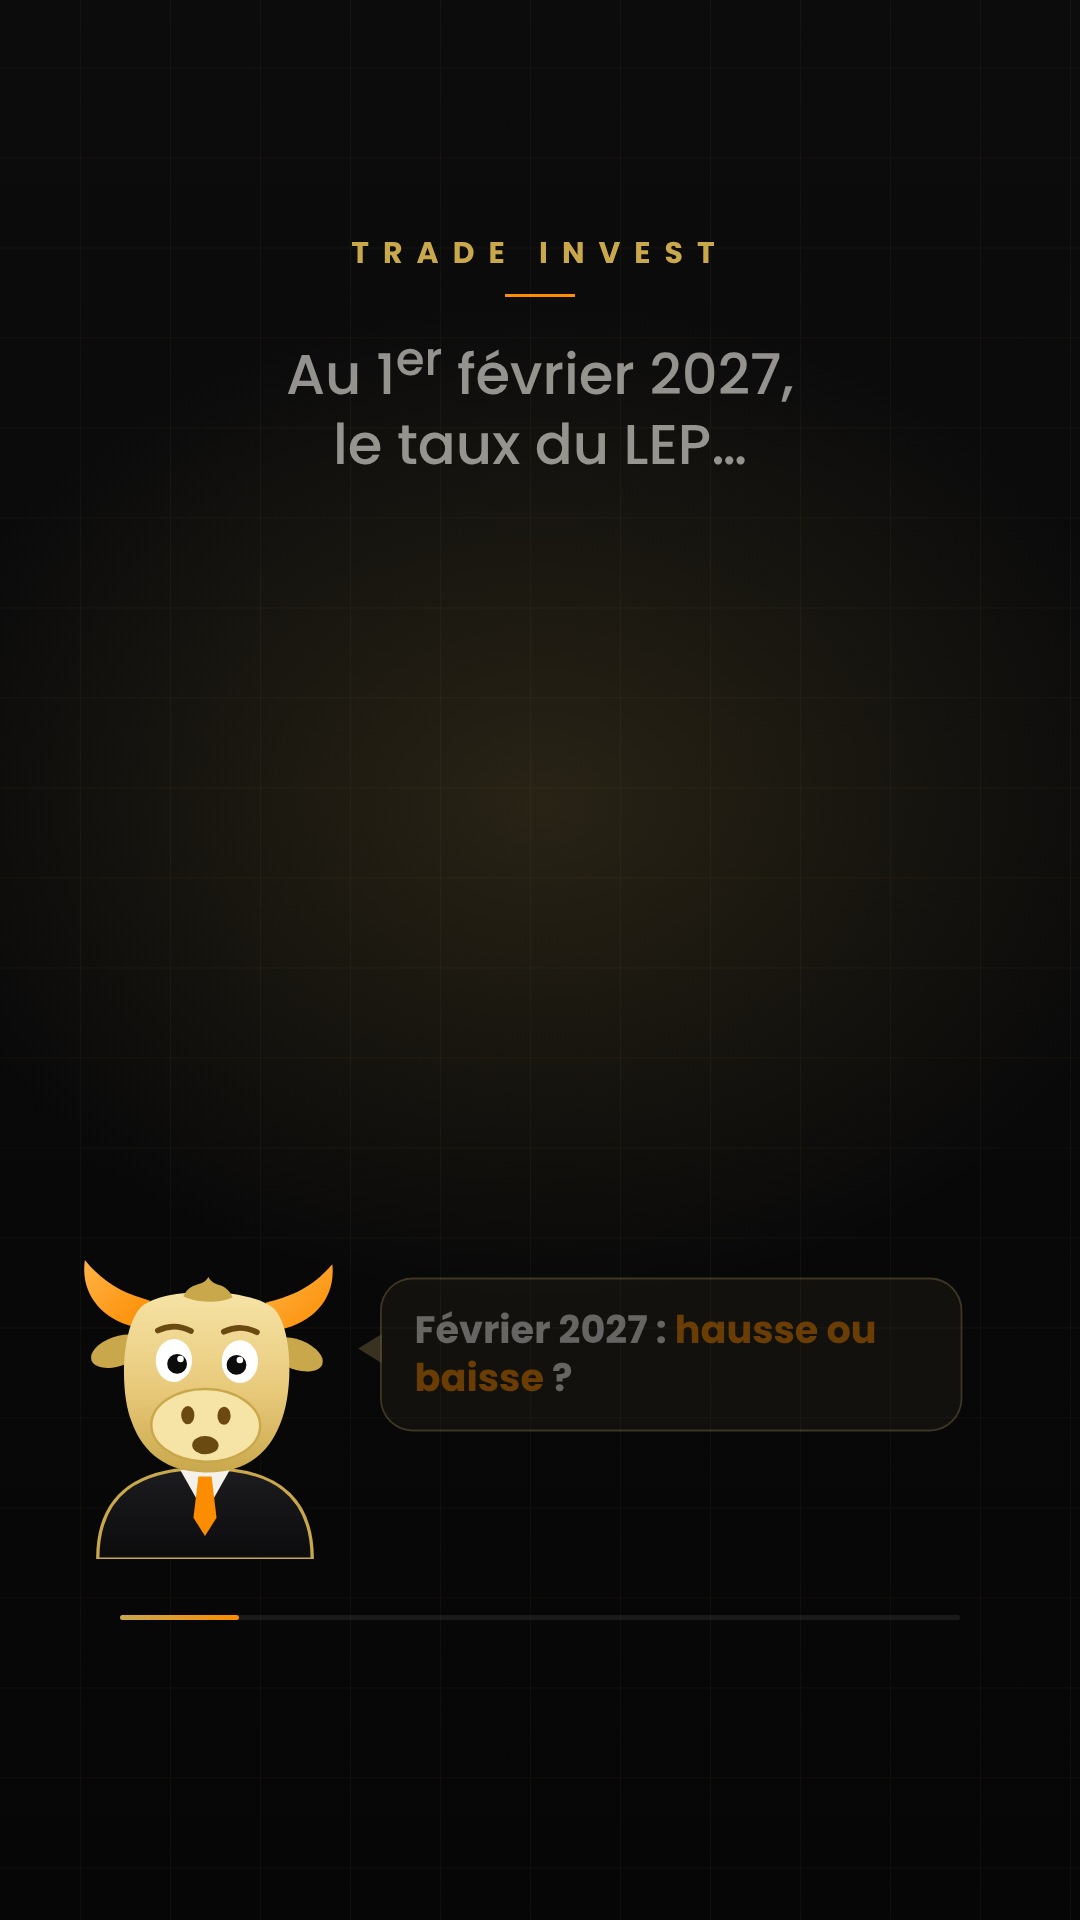 TRADE INVEST
Au 1er février 2027,
le taux du LEP...
Février 2027 : hausse ou
baisse ?